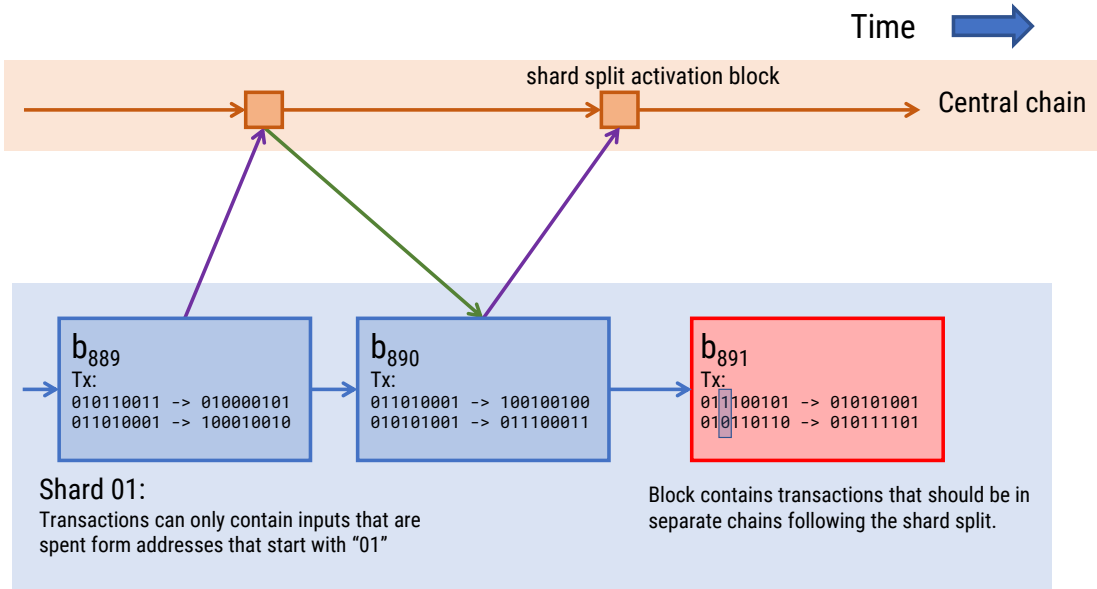 Time
shard split activation block
Central chain
b889
Tx:
010110011 -> 010000101
011010001 -> 100010010
b890
Tx:
011010001 -> 100100100
010101001 -> 011100011
b891
Tx:
011100101 -> 010101001
010110110 -> 010111101
Shard 01:
Transactions can only contain inputs that are
spent form addresses that start with “01”
Block contains transactions that should be in
separate chains following the shard split.